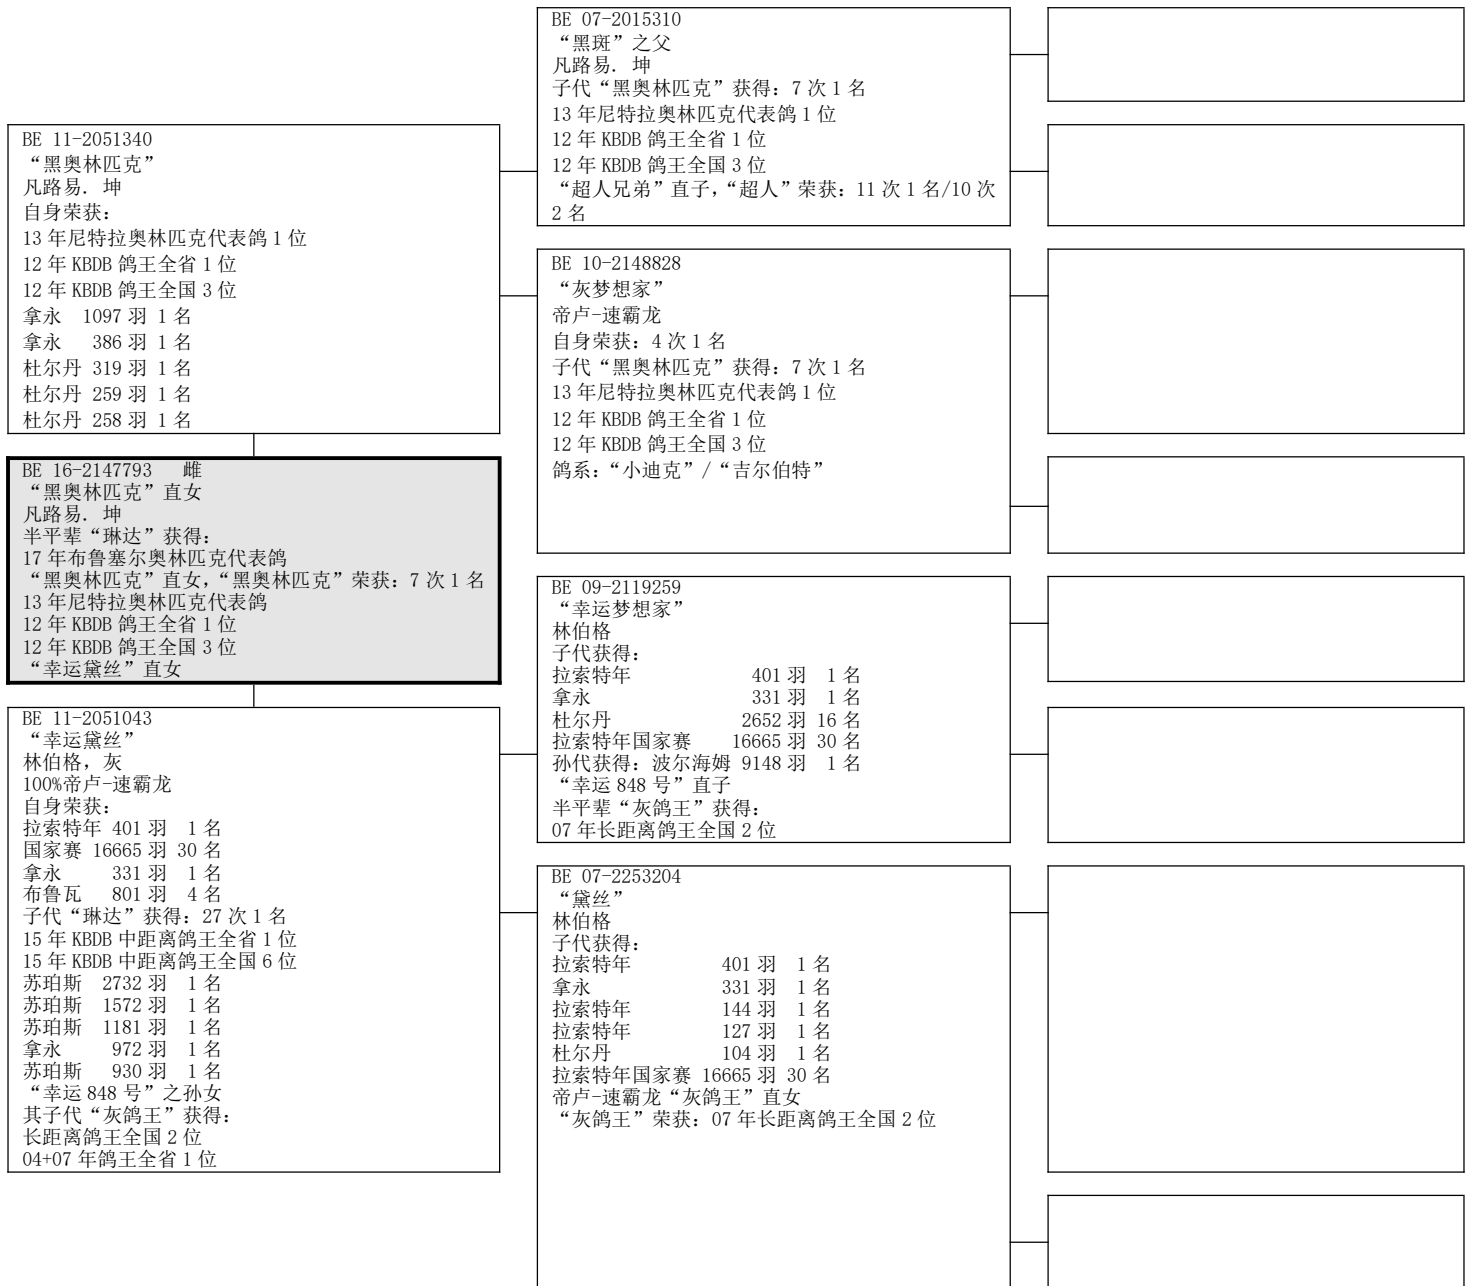 BE 11-2051340
“黑奥林匹克”
凡路易. 坤
自身荣获:
13 年尼特拉奥林匹克代表鸽 1 位
12 年 KBDB 鸽王全省 1 位
12 年 KBDB 鸽王全国 3 位
拿永 1097 羽 1 名
拿永 386 羽 1 名
杜尔丹 319 羽 1 名
杜尔丹 259 羽 1 名
杜尔丹 258 羽 1 名
BE 16-2147793 雌
“黑奥林匹克”直女
凡路易. 坤
半平辈“琳达”获得:
17 年布鲁塞尔奥林匹克代表鸽
“黑奥林匹克”直女，“黑奥林匹克”荣获: 7 次 1 名
13 年尼特拉奥林匹克代表鸽
12 年 KBDB 鸽王全省 1 位
12 年 KBDB 鸽王全国 3 位
“幸运黛丝”直女
BE 11-2051043
“幸运黛丝”
林伯格，灰
100%帝卢-速霸龙
自身荣获:
拉索特年 401 羽 1 名
国家赛 16665 羽 30 名
拿永 331 羽 1 名
布鲁瓦 801 羽 4 名
子代“琳达”获得: 27 次 1 名
15 年 KBDB 中距离鸽王全省 1 位
15 年 KBDB 中距离鸽王全国 6 位
苏珀斯 2732 羽 1 名
苏珀斯 1572 羽 1 名
苏珀斯 1181 羽 1 名
拿永 972 羽 1 名
苏珀斯 930 羽 1 名
“幸运 848 号”之孙女
其子代“灰鸽王”获得:
长距离鸽王全国 2 位
04+07 年鸽王全省 1 位
BE 07-2015310
“黑斑”之父
凡路易. 坤
子代“黑奥林匹克”获得: 7 次 1 名
13 年尼特拉奥林匹克代表鸽 1 位
12 年 KBDB 鸽王全省 1 位
12 年 KBDB 鸽王全国 3 位
“超人兄弟”直子，“超人”荣获: 11 次 1 名/10 次
2 名
BE 10-2148828
“灰梦想家”
帝卢-速霸龙
自身荣获: 4 次 1 名
子代“黑奥林匹克”获得: 7 次 1 名
13 年尼特拉奥林匹克代表鸽 1 位
12 年 KBDB 鸽王全省 1 位
12 年 KBDB 鸽王全国 3 位
鸽系: “小迪克”/“吉尔伯特”
BE 09-2119259
“幸运梦想家”
林伯格
子代获得:
拉索特年 401 羽 1 名
拿永 331 羽 1 名
杜尔丹 2652 羽 16 名
拉索特年国家赛 16665 羽 30 名
孙代获得: 波尔海姆 9148 羽 1 名
“幸运 848 号”直子
半平辈“灰鸽王”获得:
07 年长距离鸽王全国 2 位
BE 07-2253204
“黛丝”
林伯格
子代获得:
拉索特年 401 羽 1 名
拿永 331 羽 1 名
拉索特年 144 羽 1 名
拉索特年 127 羽 1 名
杜尔丹 104 羽 1 名
拉索特年国家赛 16665 羽 30 名
帝卢-速霸龙“灰鸽王”直女
“灰鸽王”荣获: 07 年长距离鸽王全国 2 位